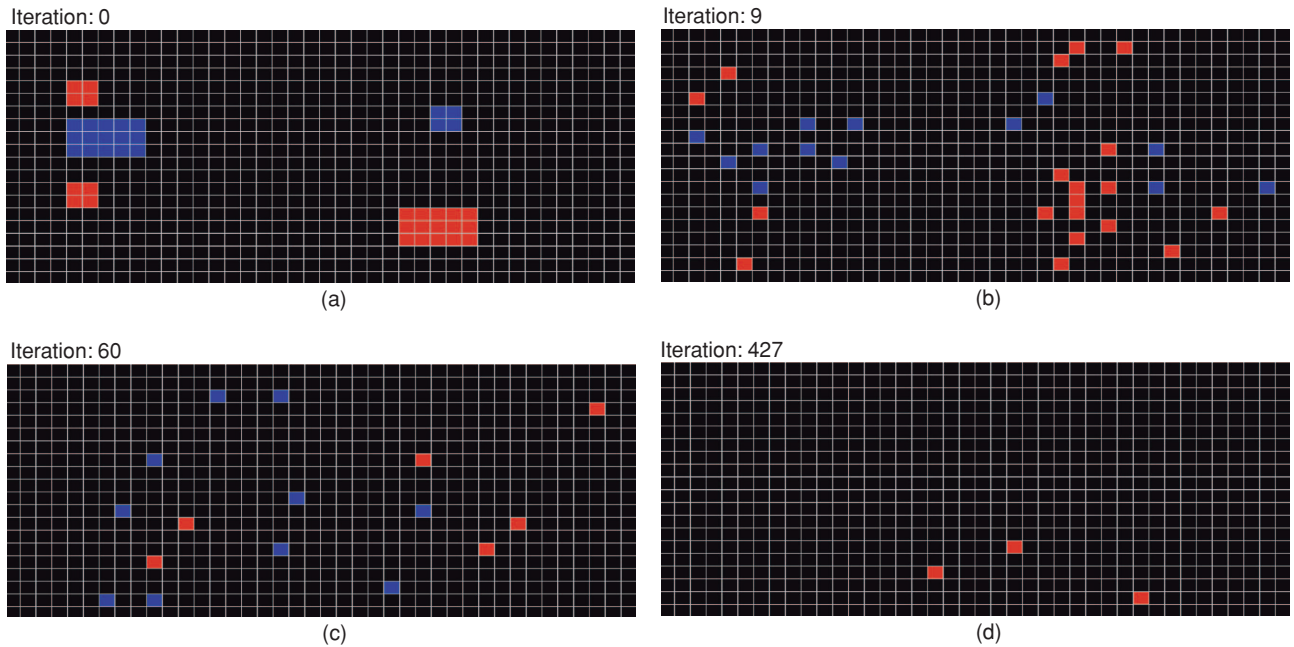 Iteration: 0
Iteration: 9
(a)
(b)
Iteration: 60
Iteration: 427
(c)
(d)